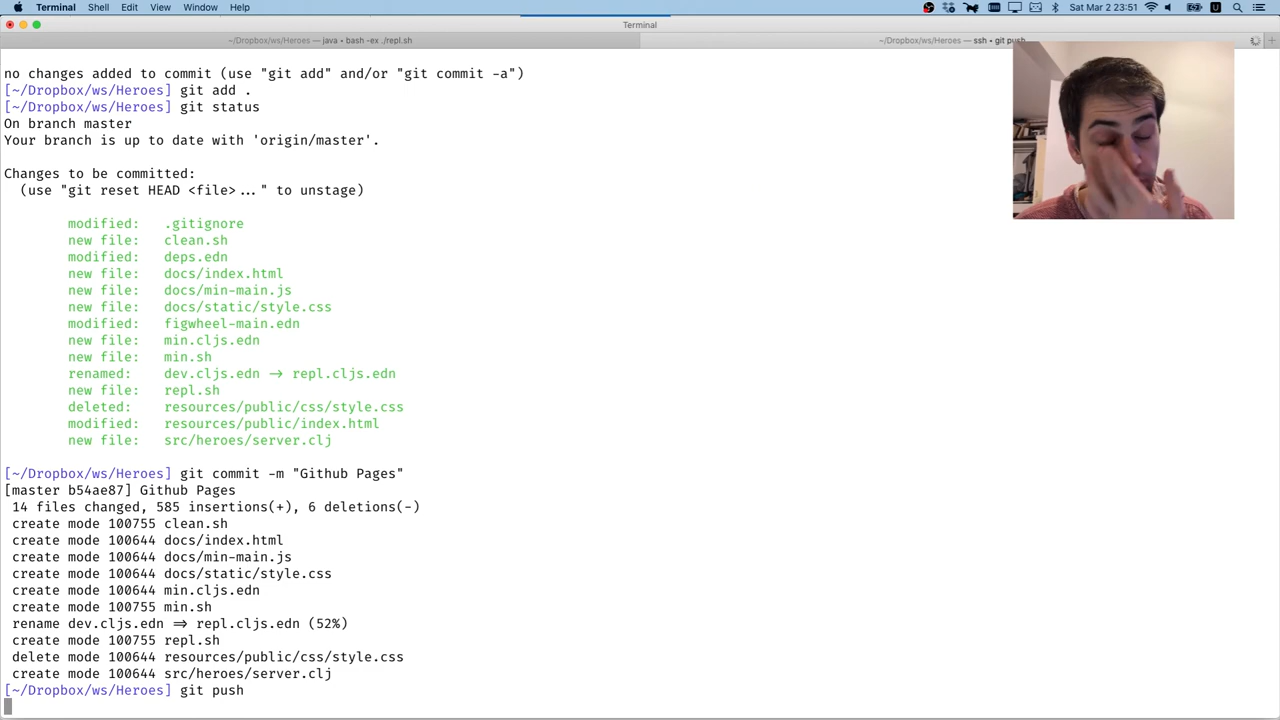 Terminal Shell Edit View Window Help Sat Mar 2 23:51
Terminal
~/Dropbox/ws/Heroes — java • bash -ex ./repl.sh
~/Dropbox/ws/Heroes — ssh • git push
no changes added to commit (use "git add" and/or "git commit -a")
[~/Dropbox/ws/Heroes] git add .
[~/Dropbox/ws/Heroes] git status
On branch master
Your branch is up to date with 'origin/master'.
Changes to be committed:
(use "git reset HEAD <file>..." to unstage)
modified: .gitignore
new file: clean.sh
modified: deps.edn
new file: docs/index.html
new file: docs/min-main.js
new file: docs/static/style.css
modified: figwheel-main.edn
new file: min.cljs.edn
new file: min.sh
renamed: dev.cljs.edn -> repl.cljs.edn
new file: repl.sh
deleted: resources/public/css/style.css
modified: resources/public/index.html
new file: src/heroes/server.clj
[~/Dropbox/ws/Heroes] git commit -m "Github Pages"
[master b54ae87] Github Pages
14 files changed, 585 insertions(+), 6 deletions(-)
create mode 100755 clean.sh
create mode 100644 docs/index.html
create mode 100644 docs/min-main.js
create mode 100644 docs/static/style.css
create mode 100644 min.cljs.edn
create mode 100755 min.sh
rename dev.cljs.edn => repl.cljs.edn (52%)
create mode 100755 repl.sh
delete mode 100644 resources/public/css/style.css
create mode 100644 src/heroes/server.clj
[~/Dropbox/ws/Heroes] git push